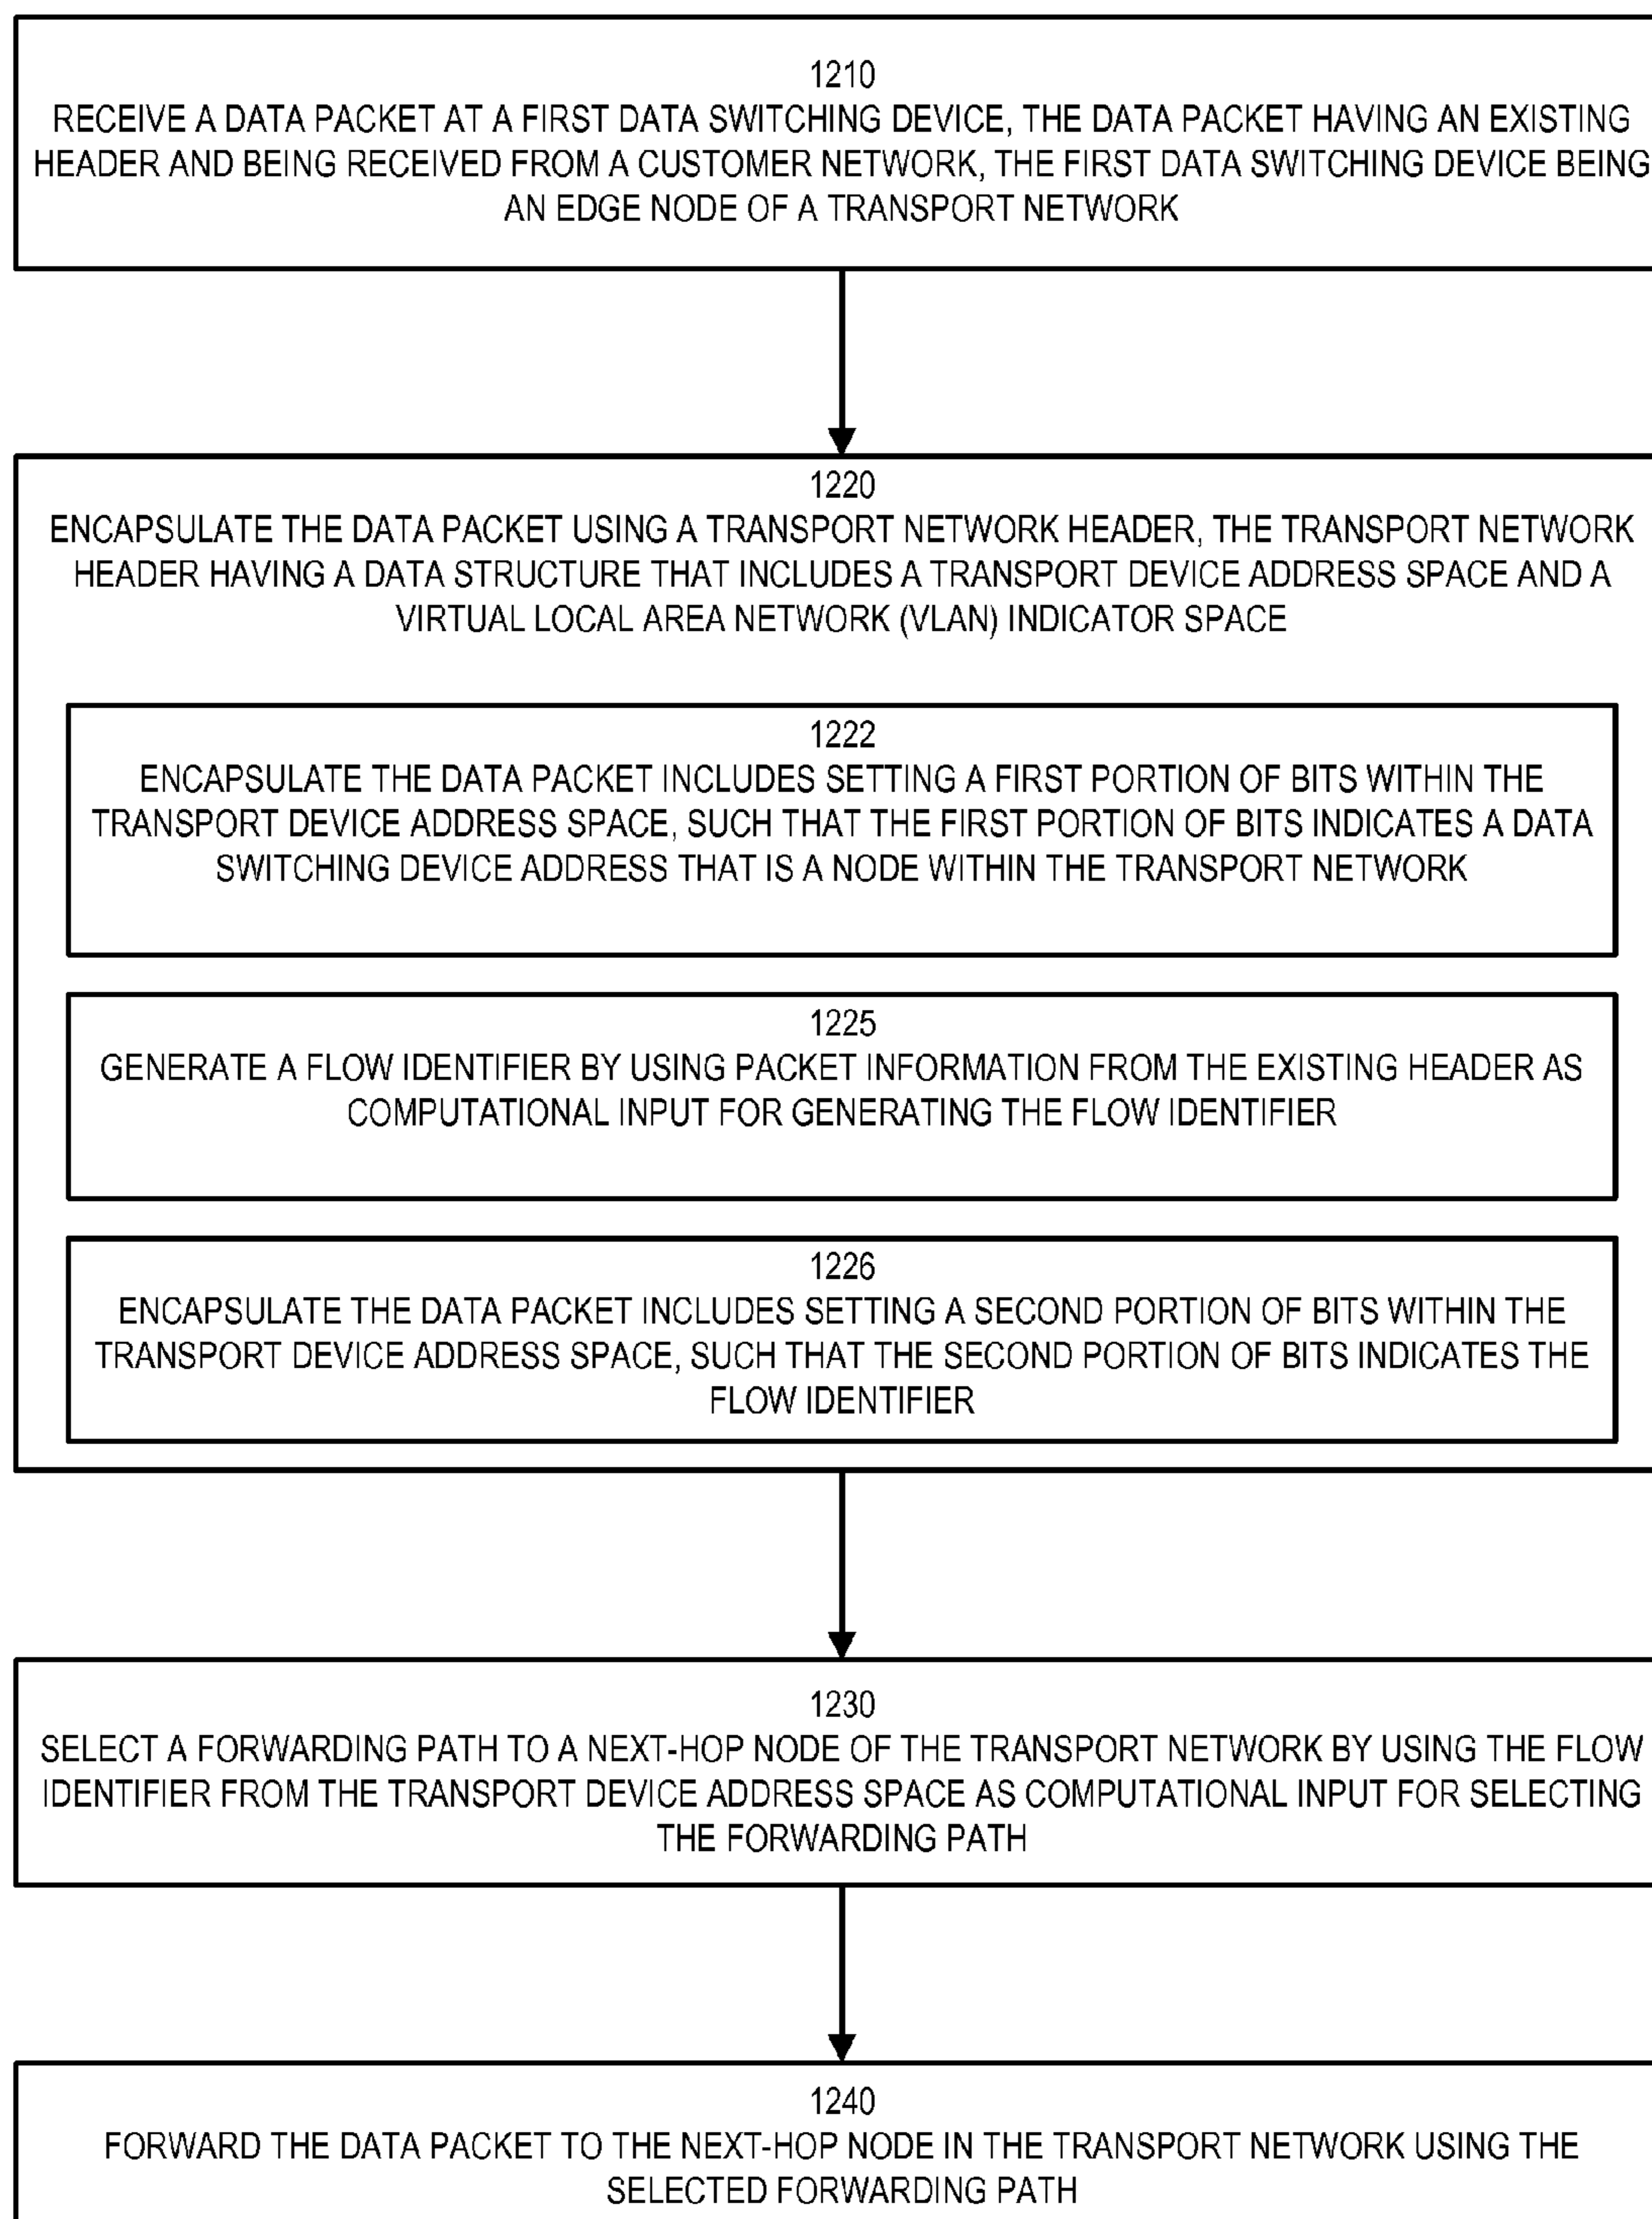 1210
RECEIVE A DATA PACKET AT A FIRST DATA SWITCHING DEVICE, THE DATA PACKET HAVING AN EXISTING
HEADER AND BEING RECEIVED FROM A CUSTOMER NETWORK, THE FIRST DATA SWITCHING DEVICE BEING
AN EDGE NODE OF A TRANSPORT NETWORK
1220
ENCAPSULATE THE DATA PACKET USING A TRANSPORT NETWORK HEADER, THE TRANSPORT NETWORK
HEADER HAVING A DATA STRUCTURE THAT INCLUDES A TRANSPORT DEVICE ADDRESS SPACE AND A
VIRTUAL LOCAL AREA NETWORK (VLAN) INDICATOR SPACE
1222
ENCAPSULATE THE DATA PACKET INCLUDES SETTING A FIRST PORTION OF BITS WITHIN THE
TRANSPORT DEVICE ADDRESS SPACE, SUCH THAT THE FIRST PORTION OF BITS INDICATES A DATA
SWITCHING DEVICE ADDRESS THAT IS A NODE WITHIN THE TRANSPORT NETWORK
1225
GENERATE A FLOW IDENTIFIER BY USING PACKET INFORMATION FROM THE EXISTING HEADER AS
COMPUTATIONAL INPUT FOR GENERATING THE FLOW IDENTIFIER
1226
ENCAPSULATE THE DATA PACKET INCLUDES SETTING A SECOND PORTION OF BITS WITHIN THE
TRANSPORT DEVICE ADDRESS SPACE, SUCH THAT THE SECOND PORTION OF BITS INDICATES THE
FLOW IDENTIFIER
1230
SELECT A FORWARDING PATH TO A NEXT-HOP NODE OF THE TRANSPORT NETWORK BY USING THE FLOW
IDENTIFIER FROM THE TRANSPORT DEVICE ADDRESS SPACE AS COMPUTATIONAL INPUT FOR SELECTING
THE FORWARDING PATH
1240
FORWARD THE DATA PACKET TO THE NEXT-HOP NODE IN THE TRANSPORT NETWORK USING THE
SELECTED FORWARDING PATH